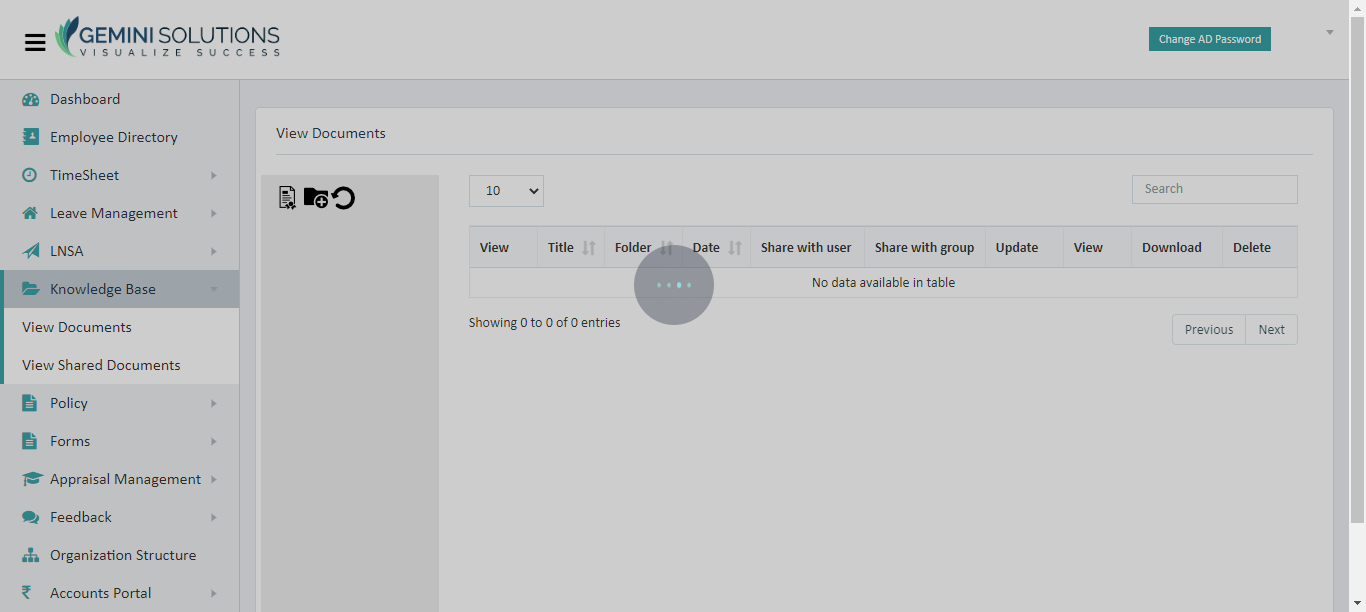 GEMINI SOLUTIONS
VISUALIZE SUCCESS
Change AD Password
Dashboard
Employee Directory
TimeSheet
Leave Management
LNSA
Knowledge Base
View Documents
View Shared Documents
Policy
Forms
Appraisal Management
Feedback
Organization Structure
₹ Accounts Portal
View Documents
10
Search
View Title Folder Date Share with user Share with group Update View Download Delete
No data available in table
Showing 0 to 0 of 0 entries
Previous Next